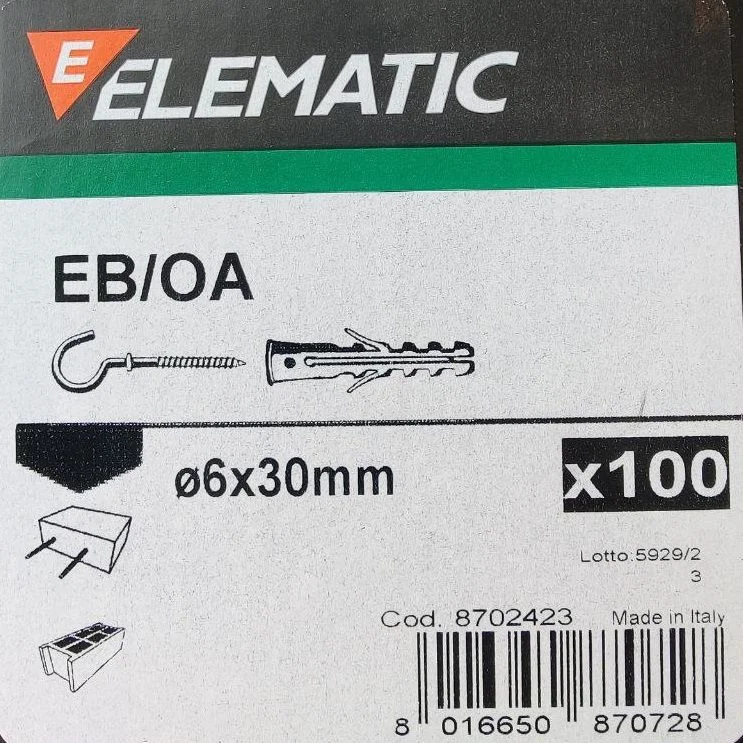 E
ELEMATIC
EB/OA
ø6x30mm
x100
Lotto:5929/2
3
Cod. 8702423 Made in Italy
8 016650 870728